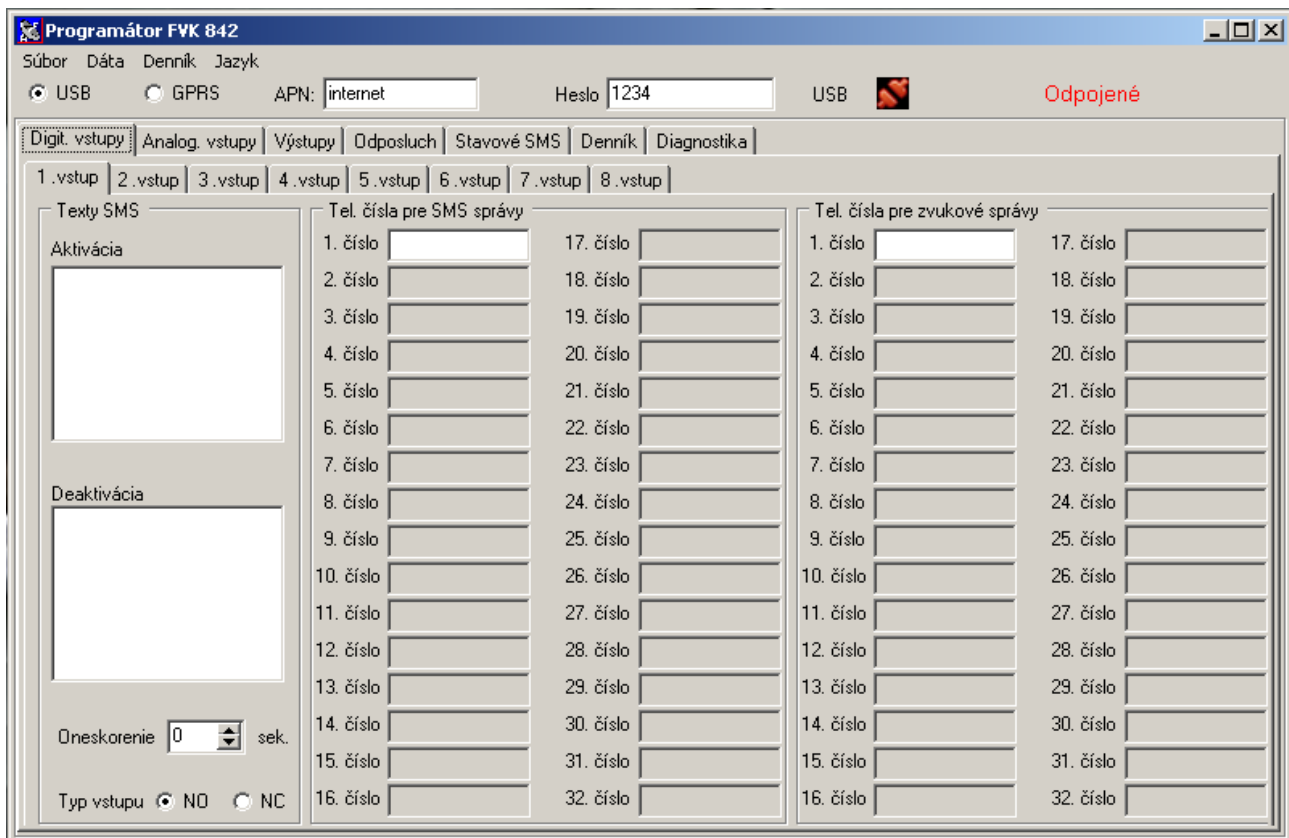 Programátor FVK 842
Súbor Dáta Denník Jazyk
USB GPRS APN: internet Heslo 1234 USB Odpojené
Digit. vstupy Analog. vstupy Výstupy Odposluch Stavové SMS Denník Diagnostika
1 .vstup 2 .vstup 3 .vstup 4 .vstup 5 .vstup 6 .vstup 7 .vstup 8 .vstup
Texty SMS
Aktivácia
Deaktivácia
Oneskorenie 0 sek.
Typ vstupu NO NC
Tel. čísla pre SMS správy
1. číslo 17. číslo
2. číslo 18. číslo
3. číslo 19. číslo
4. číslo 20. číslo
5. číslo 21. číslo
6. číslo 22. číslo
7. číslo 23. číslo
8. číslo 24. číslo
9. číslo 25. číslo
10. číslo 26. číslo
11. číslo 27. číslo
12. číslo 28. číslo
13. číslo 29. číslo
14. číslo 30. číslo
15. číslo 31. číslo
16. číslo 32. číslo
Tel. čísla pre zvukové správy
1. číslo 17. číslo
2. číslo 18. číslo
3. číslo 19. číslo
4. číslo 20. číslo
5. číslo 21. číslo
6. číslo 22. číslo
7. číslo 23. číslo
8. číslo 24. číslo
9. číslo 25. číslo
10. číslo 26. číslo
11. číslo 27. číslo
12. číslo 28. číslo
13. číslo 29. číslo
14. číslo 30. číslo
15. číslo 31. číslo
16. číslo 32. číslo